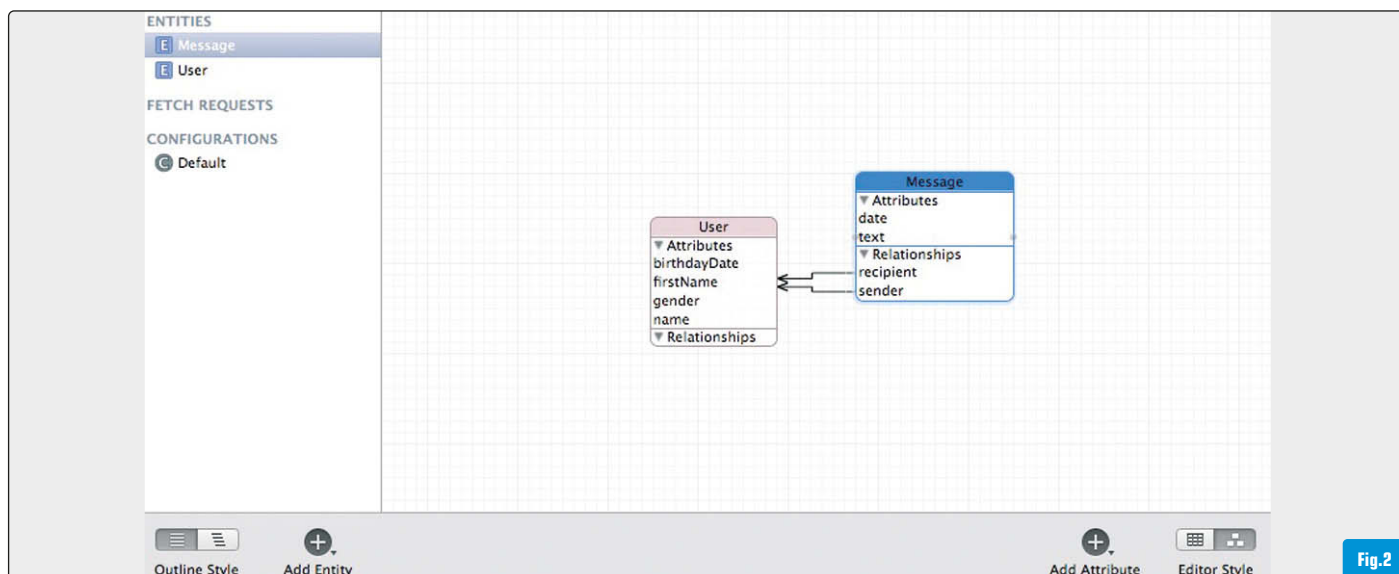 ENTITIES
E Message
E User
FETCH REQUESTS
CONFIGURATIONS
C Default
User
Attributes
birthdayDate
firstName
gender
name
Relationships
Message
Attributes
date
text
Relationships
recipient
sender
Outline Style
Add Entity
Add Attribute
Editor Style
Fig.2